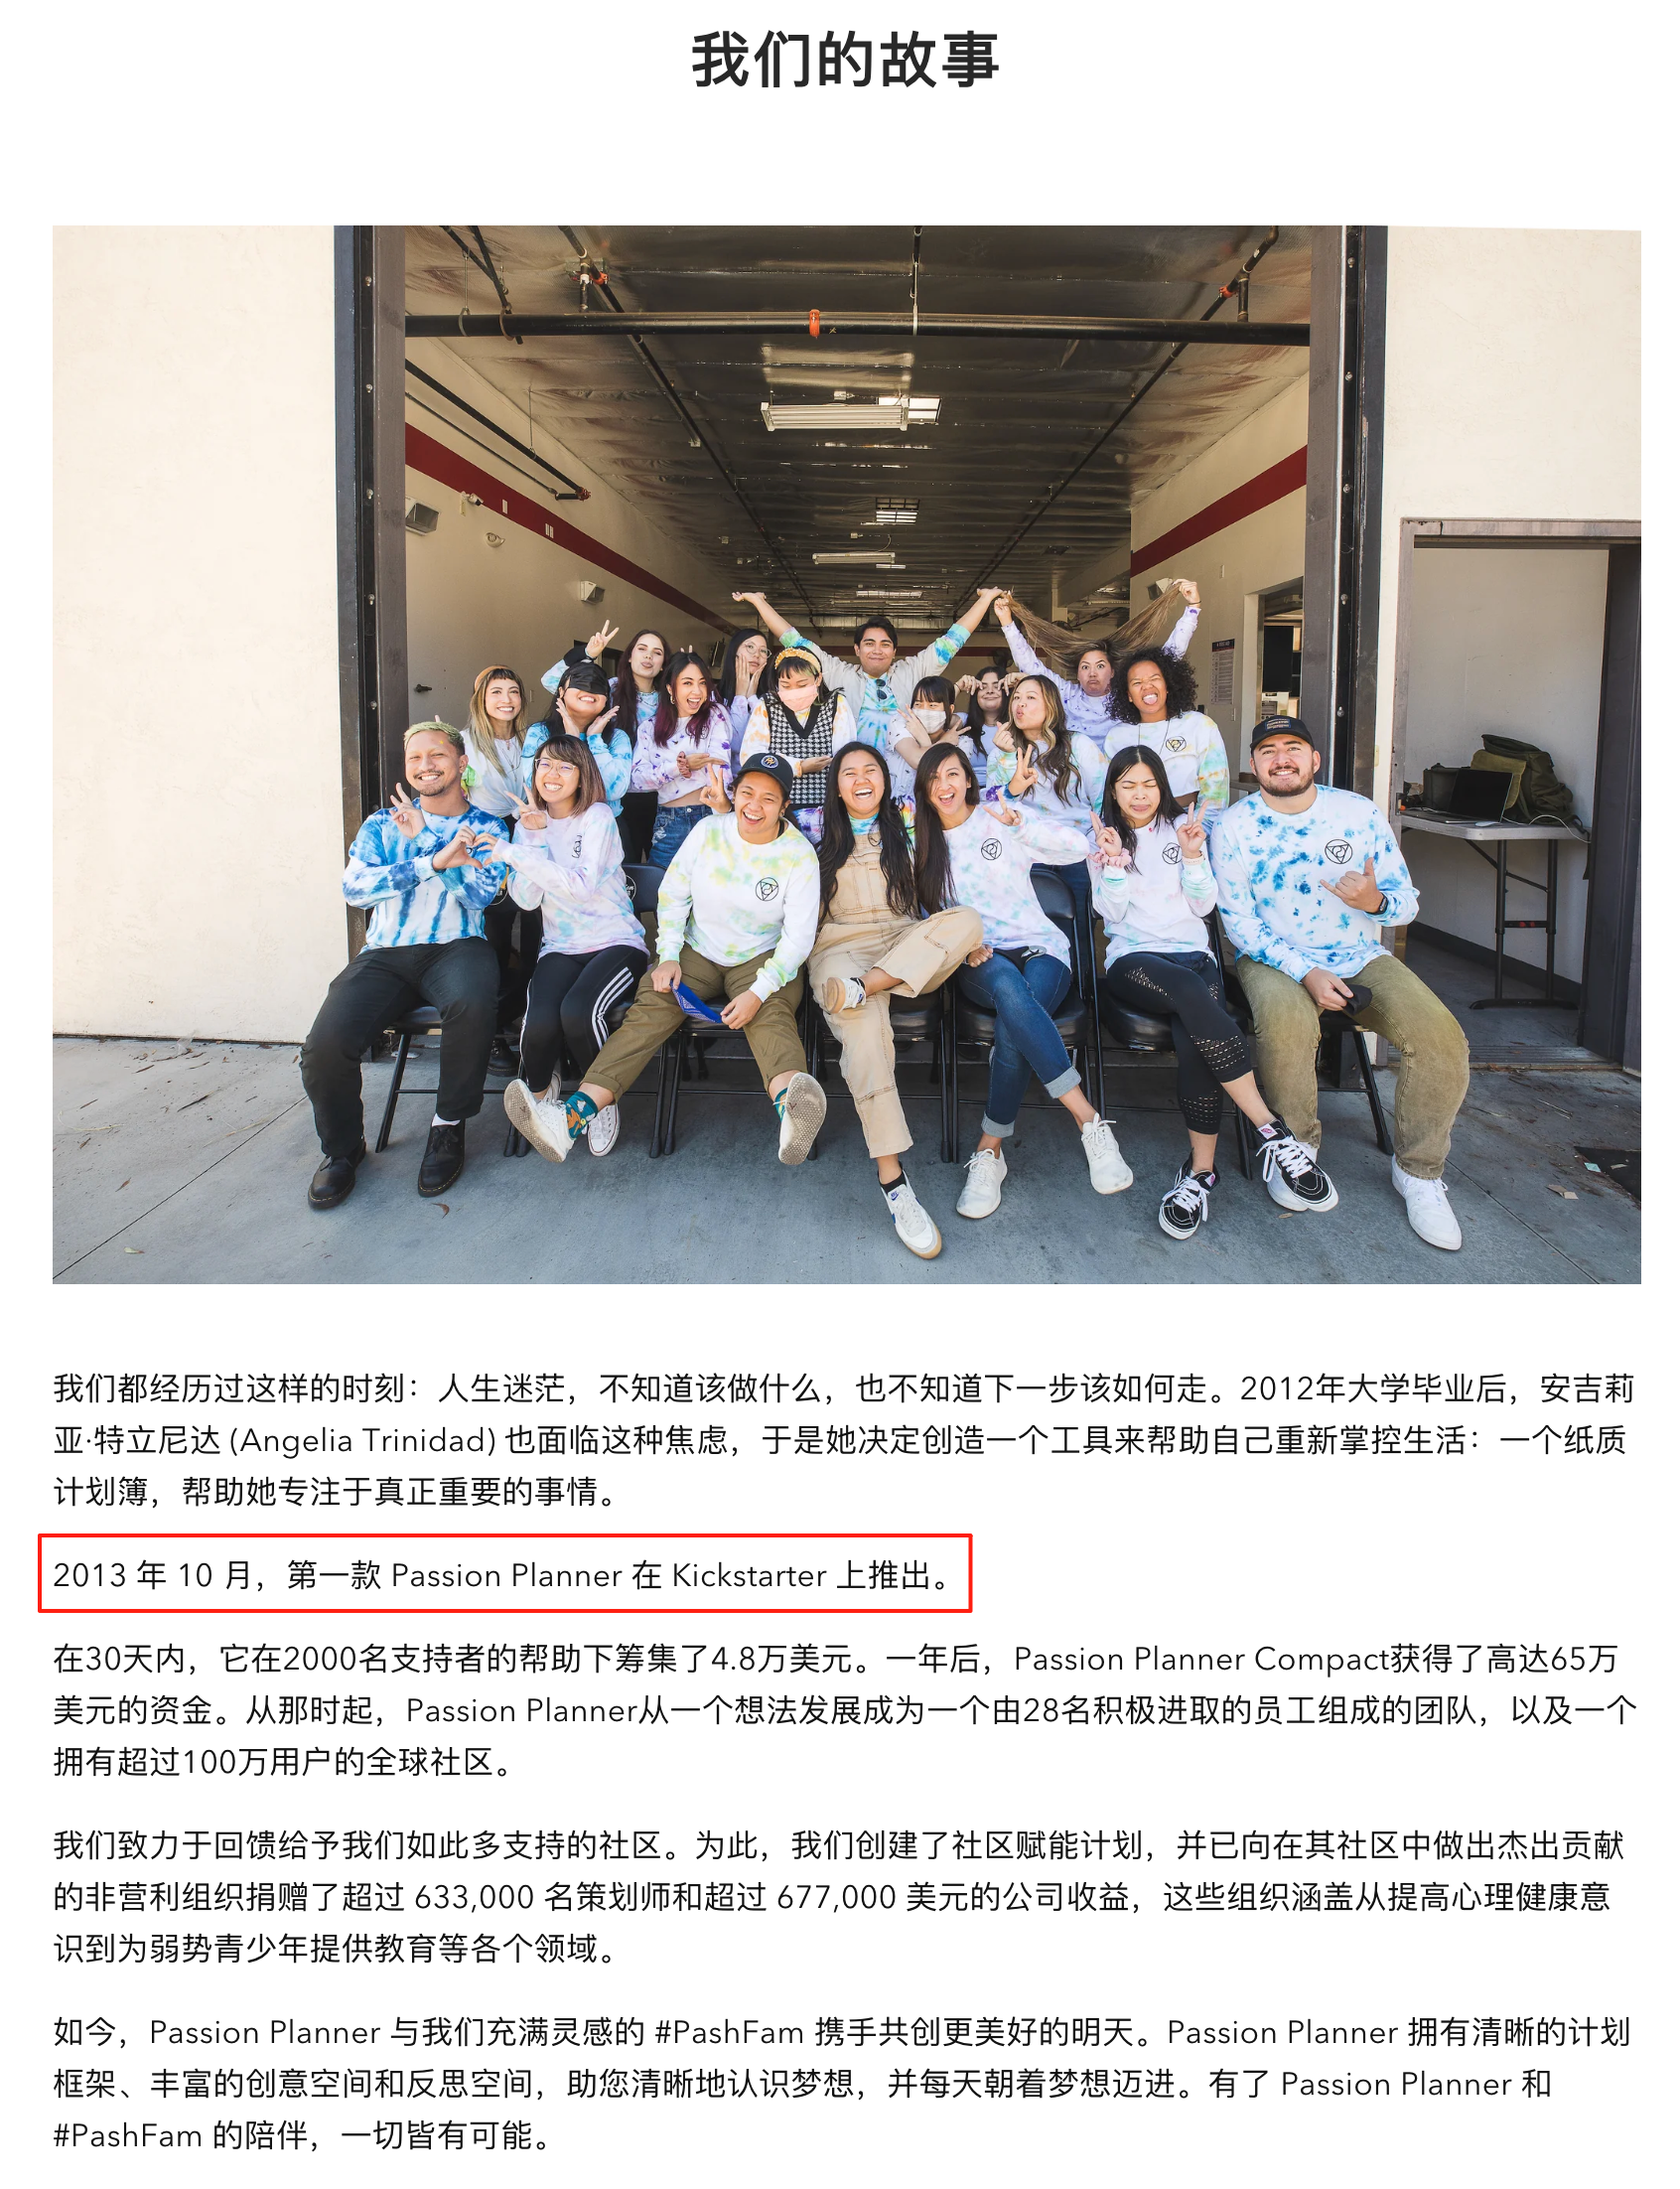 我们的故事
我们都经历过这样的时刻：人生迷茫，不知道该做什么，也不知道下一步该如何走。2012年大学毕业后，安吉莉
亚·特立尼达 (Angelia Trinidad) 也面临这种焦虑，于是她决定创造一个工具来帮助自己重新掌控生活：一个纸质
计划簿，帮助她专注于真正重要的事情。
2013 年 10 月，第一款 Passion Planner 在 Kickstarter 上推出。
在30天内，它在2000名支持者的帮助下筹集了4.8万美元。一年后，Passion Planner Compact获得了高达65万
美元的资金。从那时起，Passion Planner从一个想法发展成为一个由28名积极进取的员工组成的团队，以及一个
拥有超过100万用户的全球社区。
我们致力于回馈给予我们如此多支持的社区。为此，我们创建了社区赋能计划，并已向在其社区中做出杰出贡献
的非营利组织捐赠了超过 633,000 名策划师和超过 677,000 美元的公司收益，这些组织涵盖从提高心理健康意
识到为弱势青少年提供教育等各个领域。
如今，Passion Planner 与我们充满灵感的 #PashFam 携手共创更美好的明天。Passion Planner 拥有清晰的计划
框架、丰富的创意空间和反思空间，助您清晰地认识梦想，并每天朝着梦想迈进。有了 Passion Planner 和
#PashFam 的陪伴，一切皆有可能。